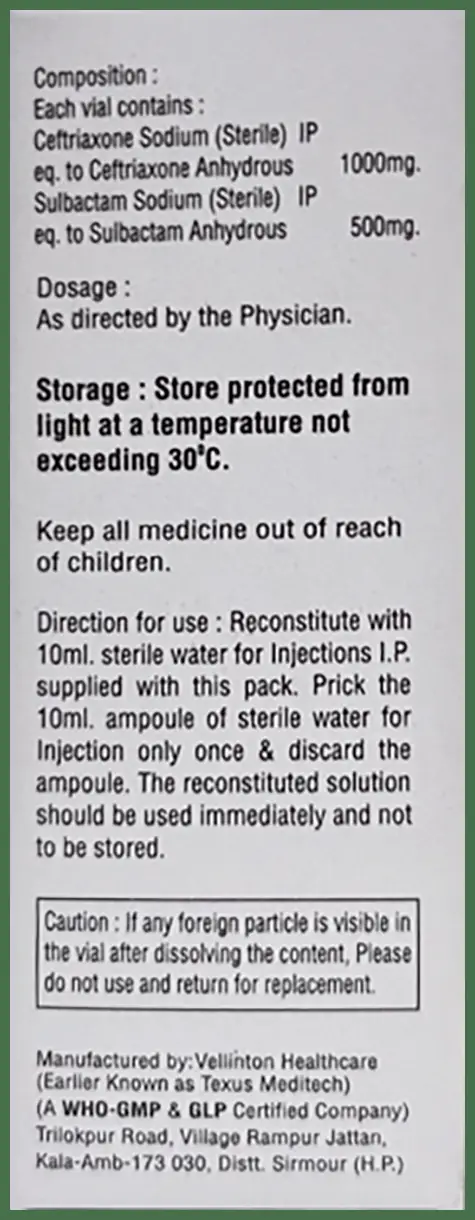 Composition :
Each vial contains :
Ceftriaxone Sodium (Sterile) IP
eq. to Ceftriaxone Anhydrous 1000mg.
Sulbactam Sodium (Sterile) IP
eq. to Sulbactam Anhydrous 500mg.
Dosage :
As directed by the Physician.
Storage : Store protected from
light at a temperature not
exceeding 30°C.
Keep all medicine out of reach
of children.
Direction for use : Reconstitute with
10ml. sterile water for Injections I.P.
supplied with this pack. Prick the
10ml. ampoule of sterile water for
Injection only once & discard the
ampoule. The reconstituted solution
should be used immediately and not
to be stored.
Caution : If any foreign particle is visible in
the vial after dissolving the content, Please
do not use and return for replacement.
Manufactured by: Vellinton Healthcare
(Earlier Known as Texus Meditech)
(A WHO-GMP & GLP Certified Company)
Trilokpur Road, Village Rampur Jattan,
Kala-Amb-173 030, Distt. Sirmour (H.P.)